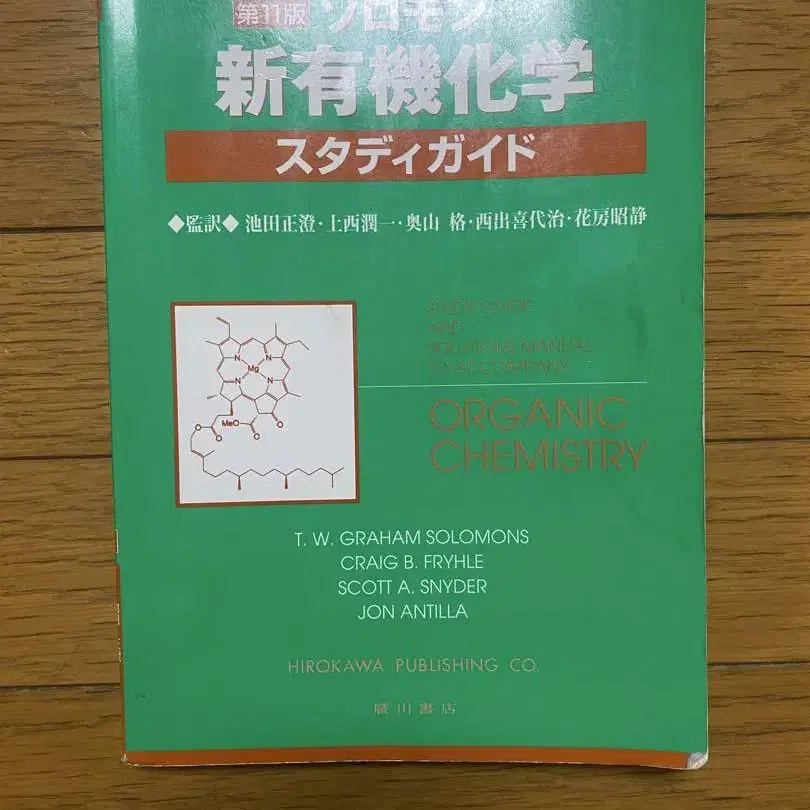 第11版 ソロモン
新有機化学
スタディガイド
◆監訳◆ 池田正澄・上西潤一・奥山 格・西出喜代治・花房昭静
STUDY GUIDE
AND
SOLUTIONS MANUAL
TO ACCOMPANY
ORGANIC
CHEMISTRY
N N
Mg
N N
MeO
O
O
O
O
T. W. GRAHAM SOLOMONS
CRAIG B. FRYHLE
SCOTT A. SNYDER
JON ANTILLA
HIROKAWA PUBLISHING CO.
廣川書店